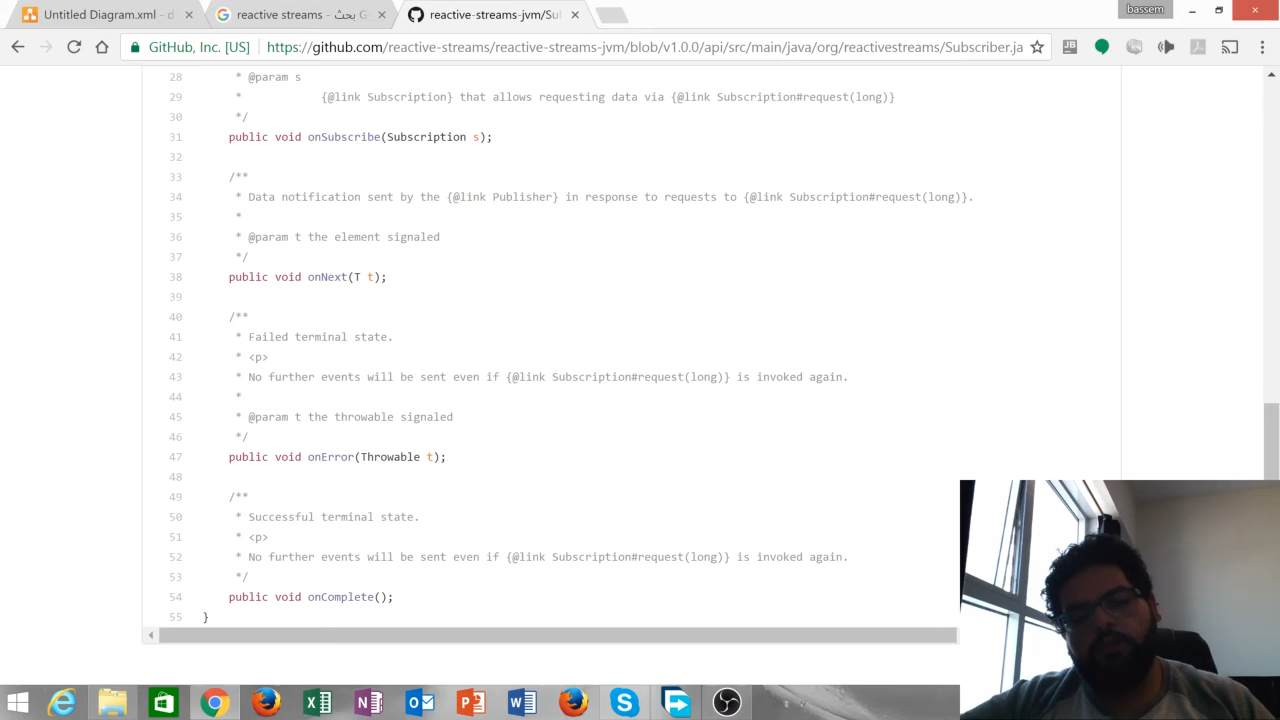 Untitled Diagram.xml - d
reactive streams - بحث G
reactive-streams-jvm/Sul
bassem
GitHub, Inc. [US]
https://github.com/reactive-streams/reactive-streams-jvm/blob/v1.0.0/api/src/main/java/org/reactivestreams/Subscriber.ja
28 * @param s
29 * {@link Subscription} that allows requesting data via {@link Subscription#request(long)}
30 */
31 public void onSubscribe(Subscription s);
32
33 /**
34 * Data notification sent by the {@link Publisher} in response to requests to {@link Subscription#request(long)}.
35 *
36 * @param t the element signaled
37 */
38 public void onNext(T t);
39
40 /**
41 * Failed terminal state.
42 * <p>
43 * No further events will be sent even if {@link Subscription#request(long)} is invoked again.
44 *
45 * @param t the throwable signaled
46 */
47 public void onError(Throwable t);
48
49 /**
50 * Successful terminal state.
51 * <p>
52 * No further events will be sent even if {@link Subscription#request(long)} is invoked again.
53 */
54 public void onComplete();
55 }